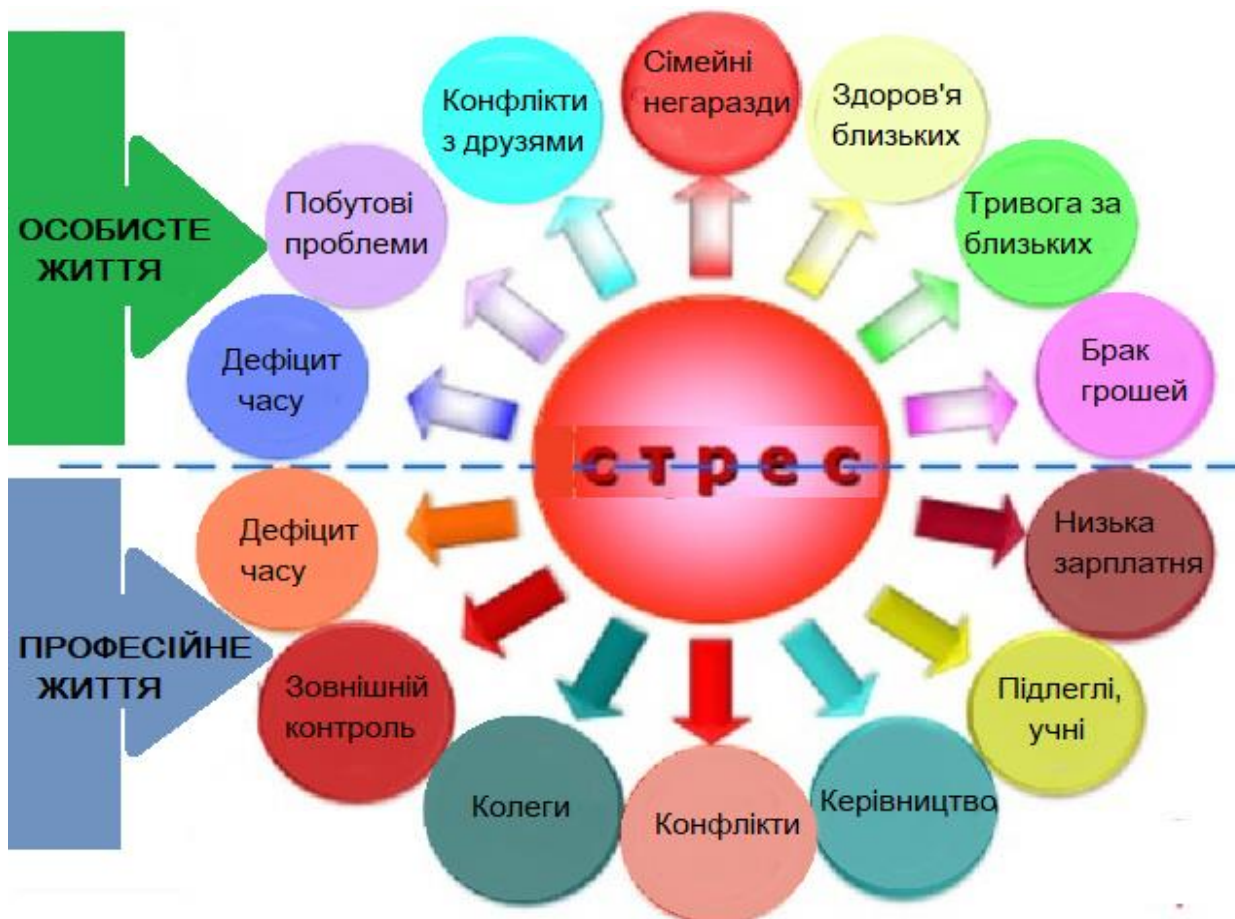 ОСОБИСТЕ
ЖИТТЯ
Дефіцит
часу
Побутові
проблеми
Конфлікти
з друзями
Сімейні
негаразди
Здоров'я
близьких
Тривога за
близьких
Брак
грошей
стрес
ПРОФЕСІЙНЕ
ЖИТТЯ
Дефіцит
часу
Зовнішній
контроль
Колеги
Конфлікти
Керівництво
Підлеглі,
учні
Низька
зарплатня